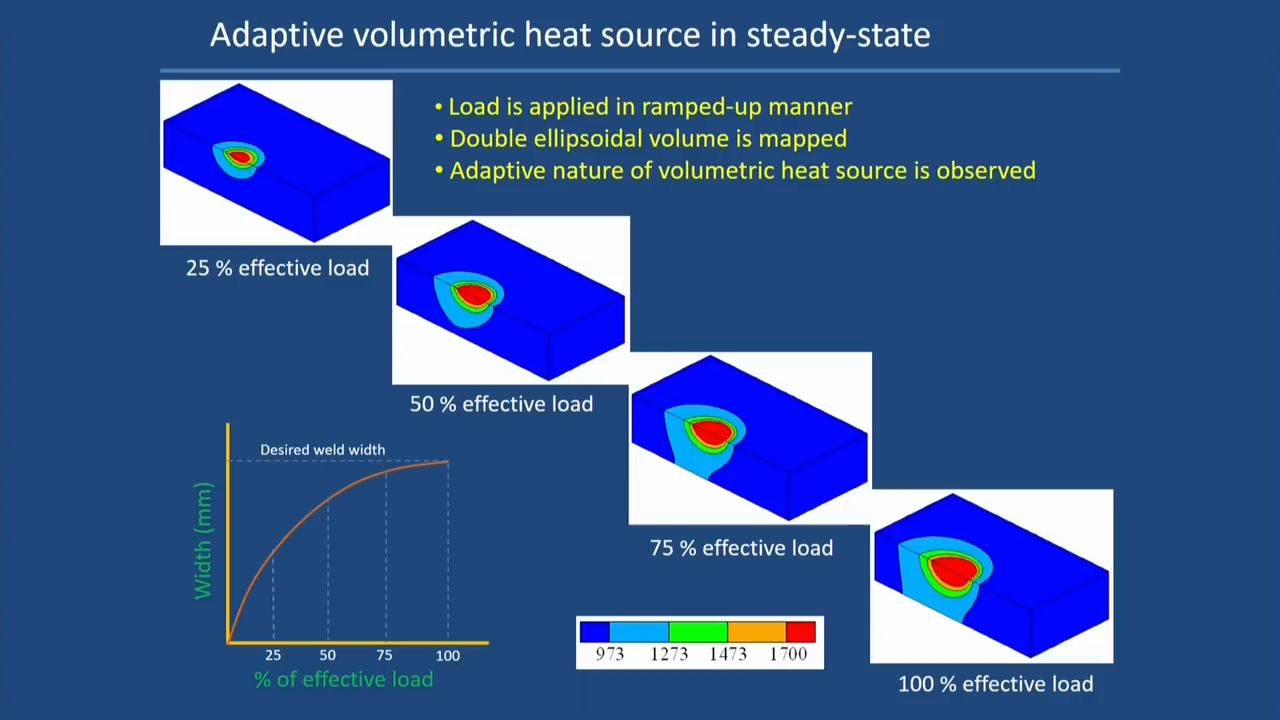 Adaptive volumetric heat source in steady-state
• Load is applied in ramped-up manner
• Double ellipsoidal volume is mapped
• Adaptive nature of volumetric heat source is observed
25 % effective load
50 % effective load
75 % effective load
100 % effective load
Desired weld width
Width (mm)
25 50 75 100
% of effective load
973 1273 1473 1700